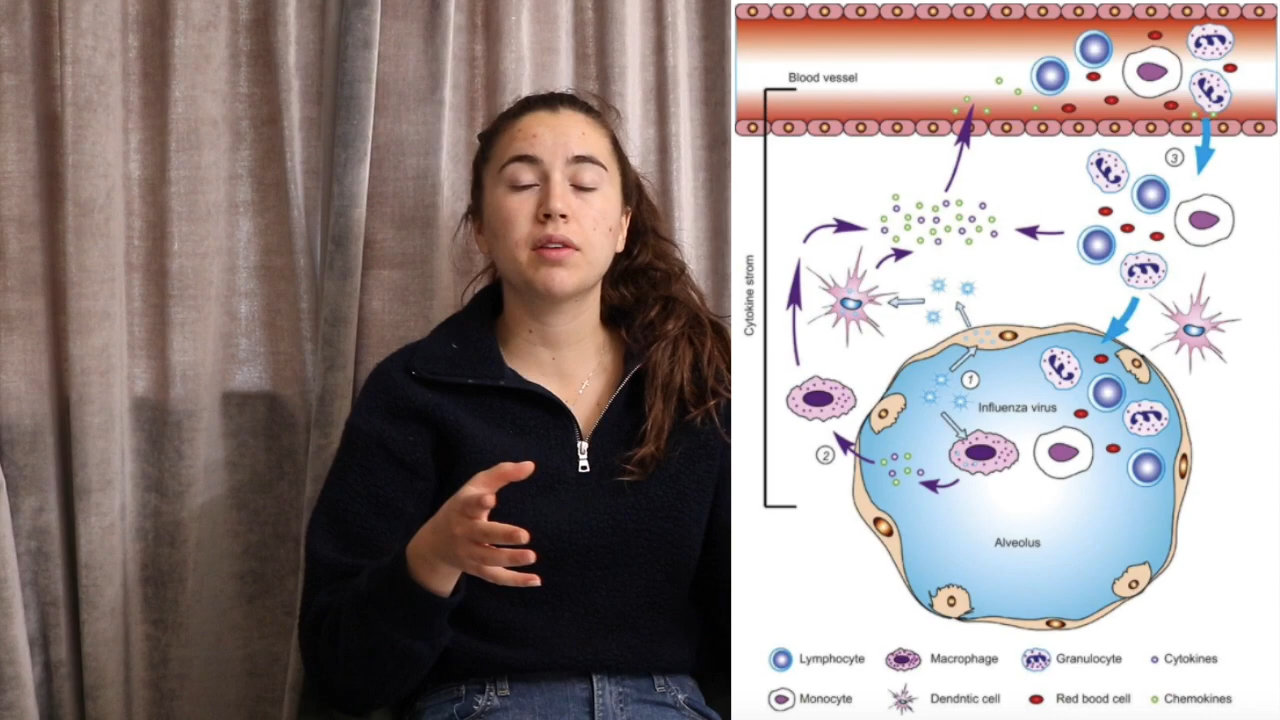 Blood vessel
3
Cytokine strom
1
Influenza virus
2
Alveolus
Lymphocyte Macrophage Granulocyte Cytokines
Monocyte Dendntic cell Red bood cell Chemokines